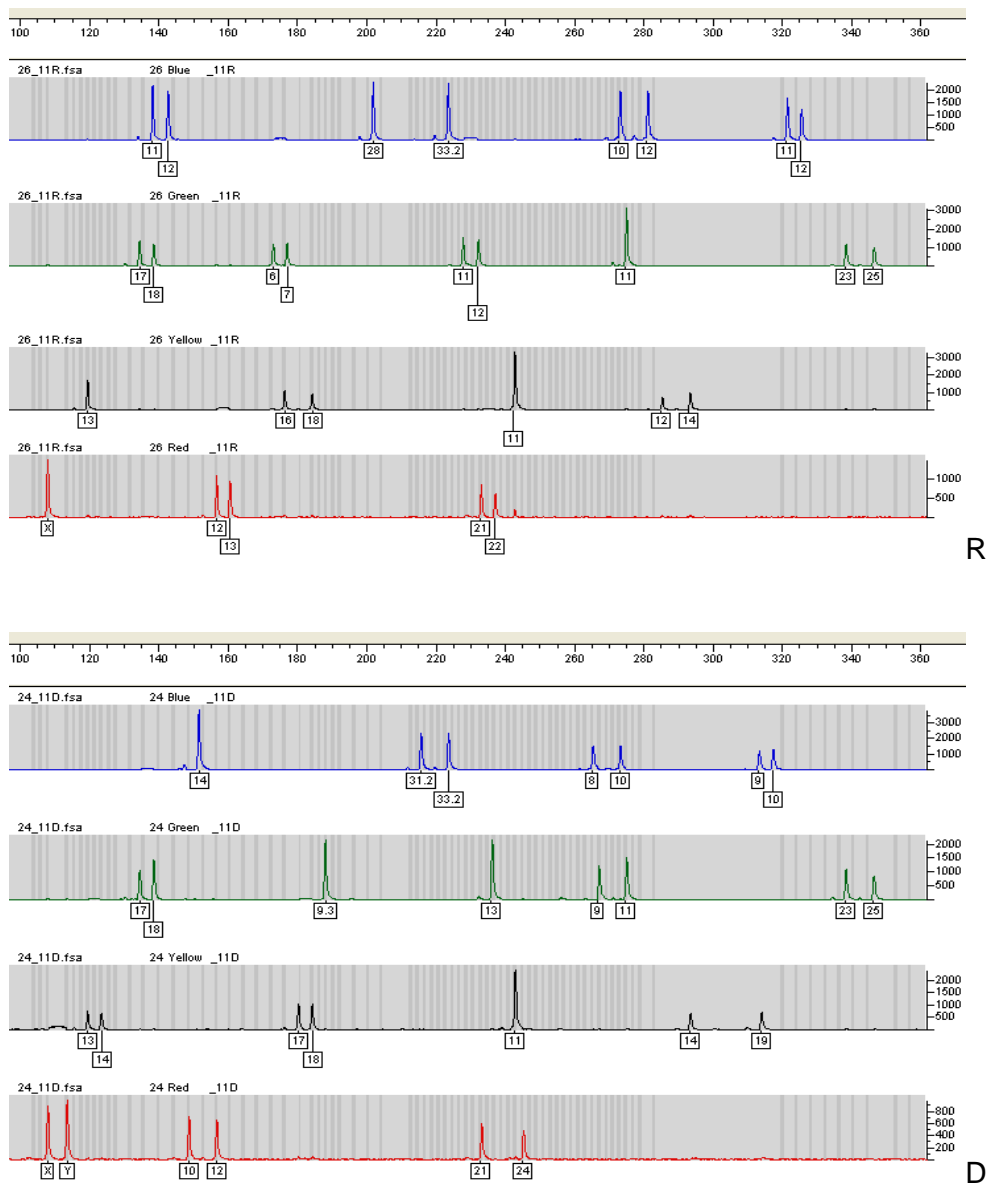 100 120 140 160 180 200 220 240 260 280 300 320 340 360
26_11R.fsa 26 Blue _11R
2000
1500
1000
500
11 28 33.2 10 12 11
12 12
26_11R.fsa 26 Green _11R
3000
2000
1000
17 6 11 11 23 25
18 7
12
26_11R.fsa 26 Yellow _11R
3000
2000
1000
13 16 18 12 14
11
26_11R.fsa 26 Red _11R
1000
500
X 12 21
13 22
R
100 120 140 160 180 200 220 240 260 280 300 320 340 360
24_11D.fsa 24 Blue _11D
3000
2000
1000
14 31.2 8 10 9
33.2 10
24_11D.fsa 24 Green _11D
2000
1500
1000
500
17 9.3 13 9 11 23 25
18
24_11D.fsa 24 Yellow _11D
2000
1500
1000
500
13 17 11 14 19
14 18
24_11D.fsa 24 Red _11D
800
600
400
200
X Y 10 12 21 24
D